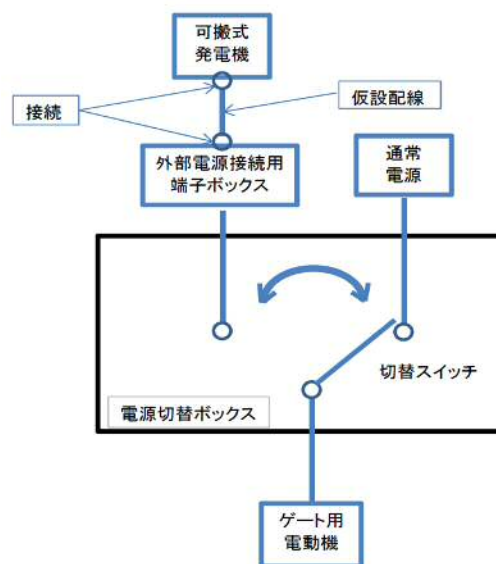 可搬式
発電機
接続
仮設配線
外部電源接続用
端子ボックス
通常
電源
切替スイッチ
電源切替ボックス
ゲート用
電動機